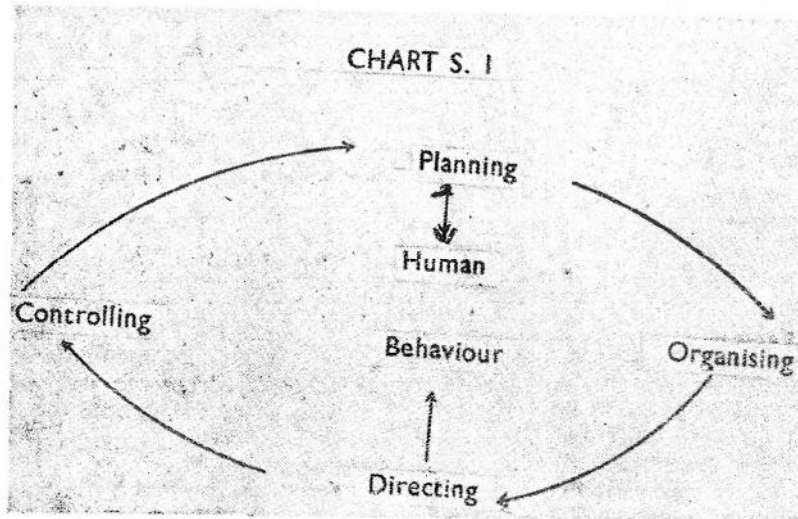 CHART S. I
Planning
Human
Controlling
Behaviour
Organising
Directing